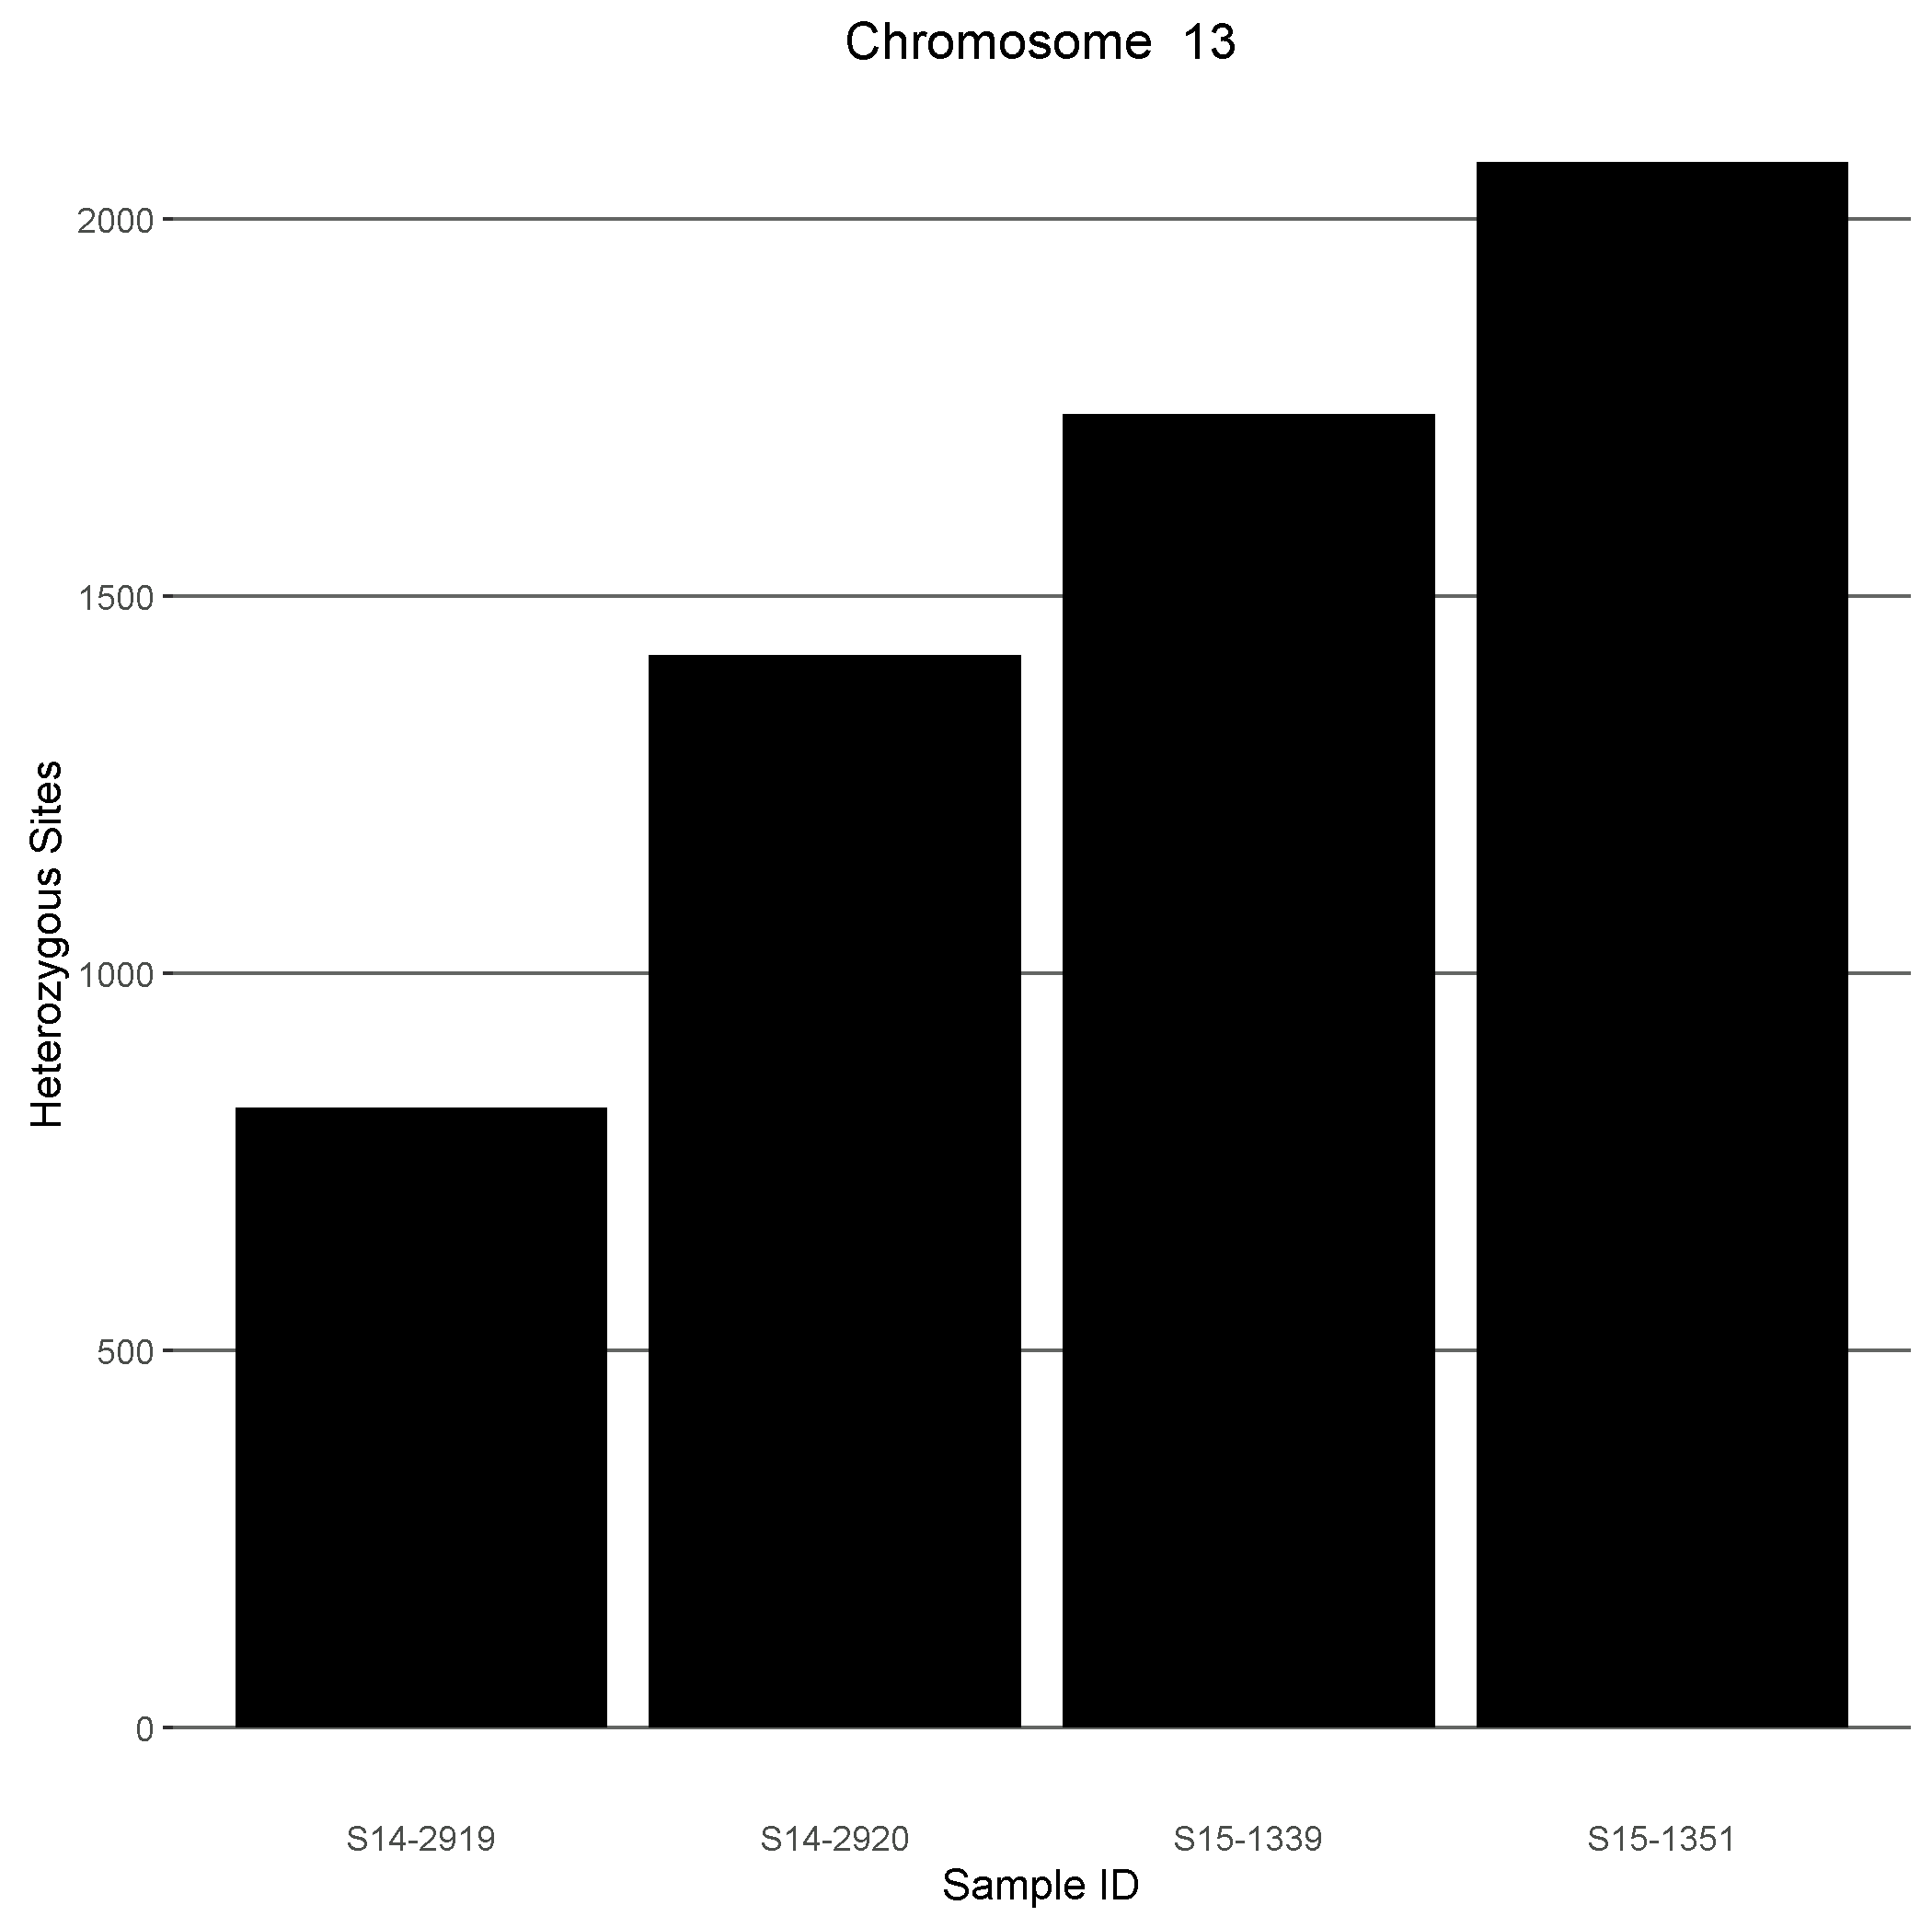 Chromosome  13
2000
1500
1000
500
0
Heterozygous Sites
S14-2919 S14-2920 S15-1339 S15-1351
Sample ID